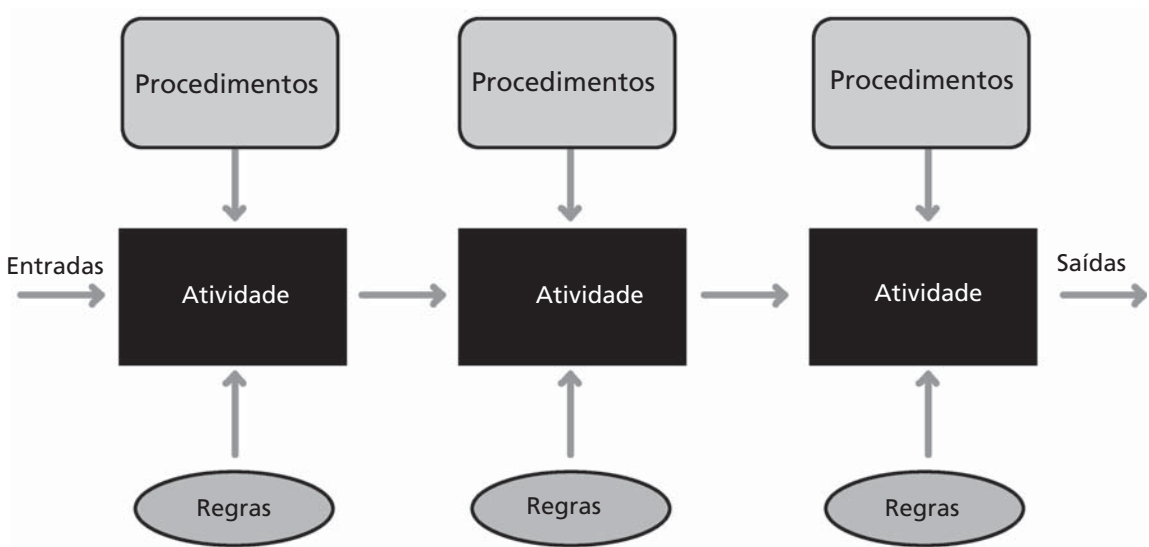 Procedimentos
Procedimentos
Procedimentos
Entradas
Atividade
Atividade
Atividade
Saídas
Regras
Regras
Regras